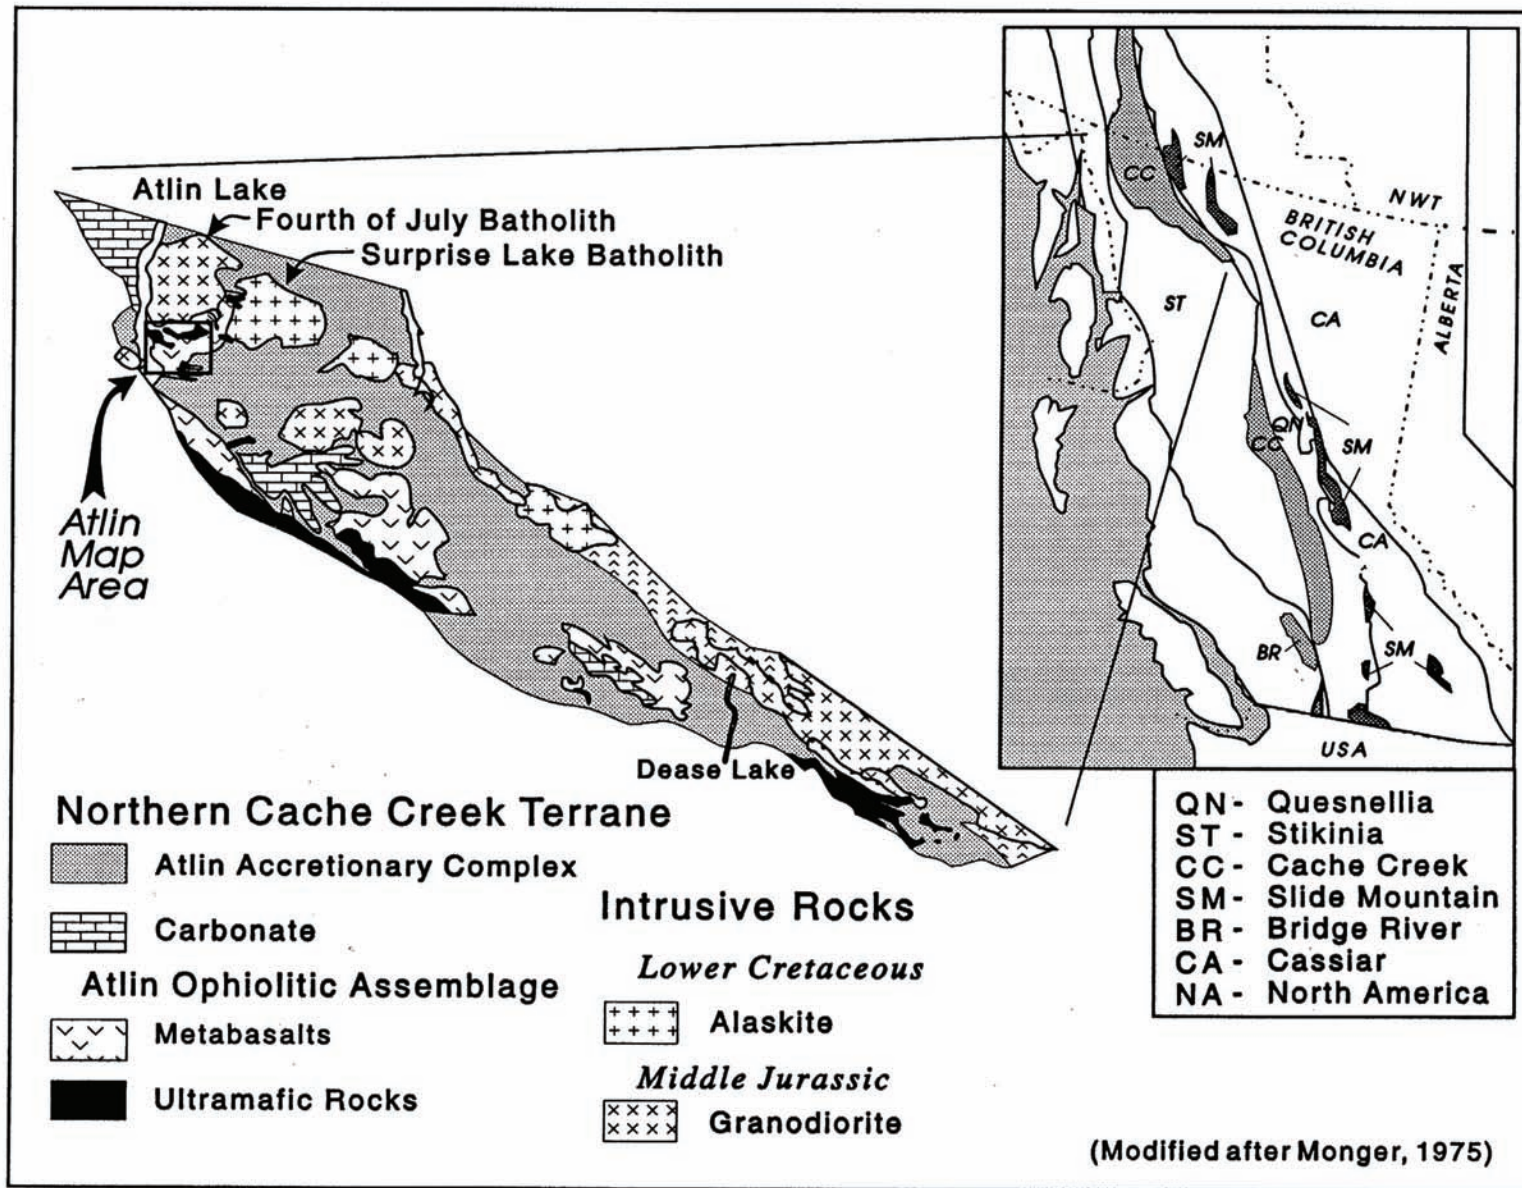 Atlin Lake
Fourth of July Batholith
Surprise Lake Batholith
Atlin
Map
Area
Dease Lake
SM
CC
NWT
BRITISH
COLUMBIA
ALBERTA
ST
CA
QN
CC
SM
CA
BR
SM
USA
Northern Cache Creek Terrane
Atlin Accretionary Complex
Carbonate
Atlin Ophiolitic Assemblage
Metabasalts
Ultramafic Rocks
Intrusive Rocks
Lower Cretaceous
Alaskite
Middle Jurassic
Granodiorite
QN - Quesnellia
ST - Stikinia
CC - Cache Creek
SM - Slide Mountain
BR - Bridge River
CA - Cassiar
NA - North America
(Modified after Monger, 1975)